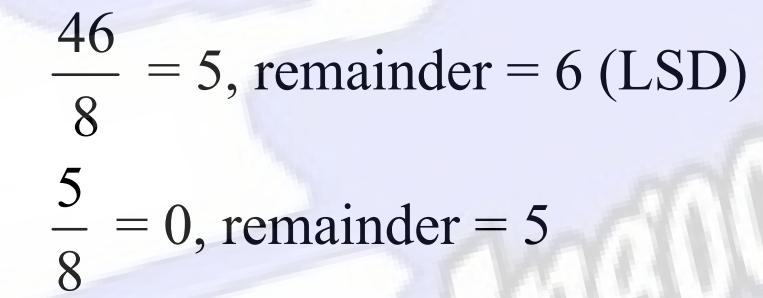 46/8 = 5, remainder = 6 (LSD)
5/8 = 0, remainder = 5